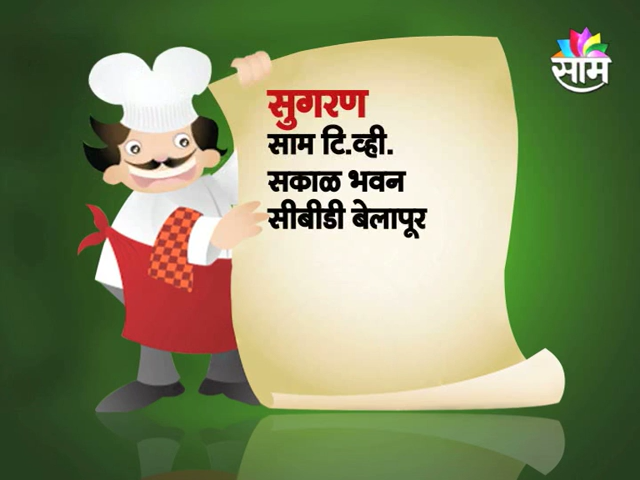 साम
सुगरण
साम टि.व्ही.
सकाळ भवन
सीबीडी बेलापूर